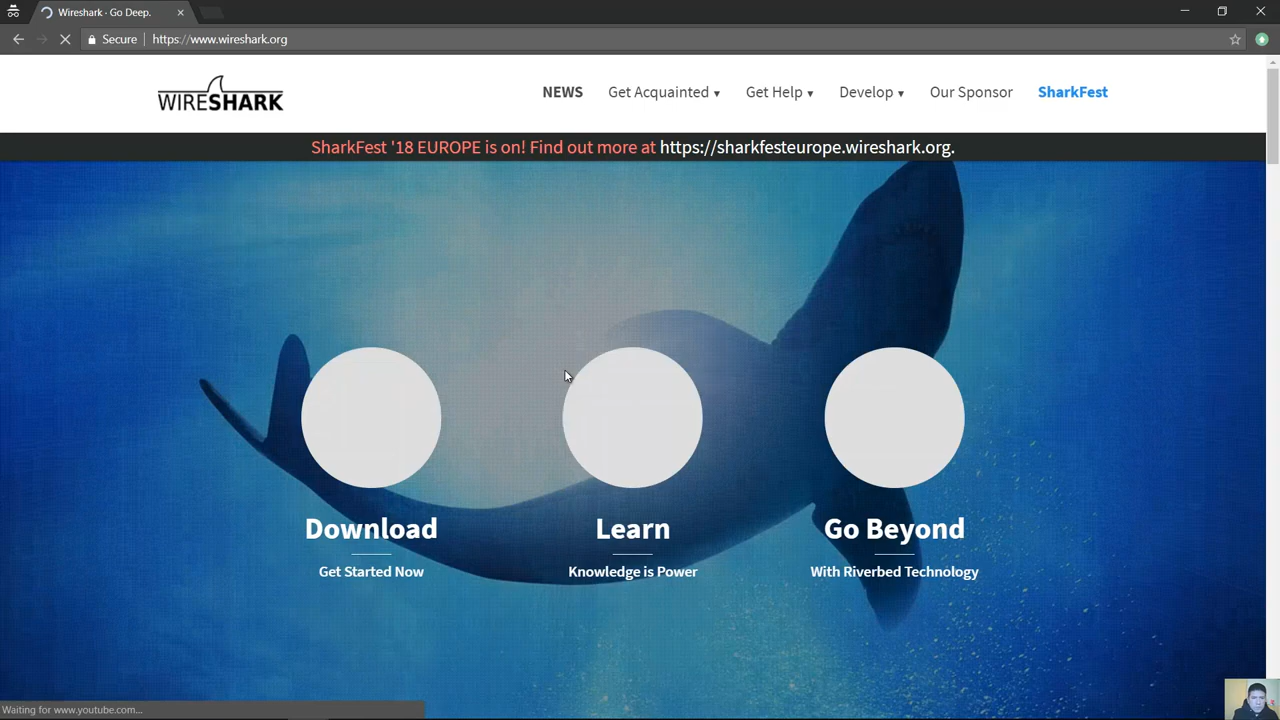 Wireshark · Go Deep.
Secure
https://www.wireshark.org
WIRESHARK
NEWS
Get Acquainted ▾
Get Help ▾
Develop ▾
Our Sponsor
SharkFest
SharkFest '18 EUROPE is on! Find out more at https://sharkfesteurope.wireshark.org.
Download
Learn
Go Beyond
Get Started Now
Knowledge is Power
With Riverbed Technology
Waiting for www.youtube.com...